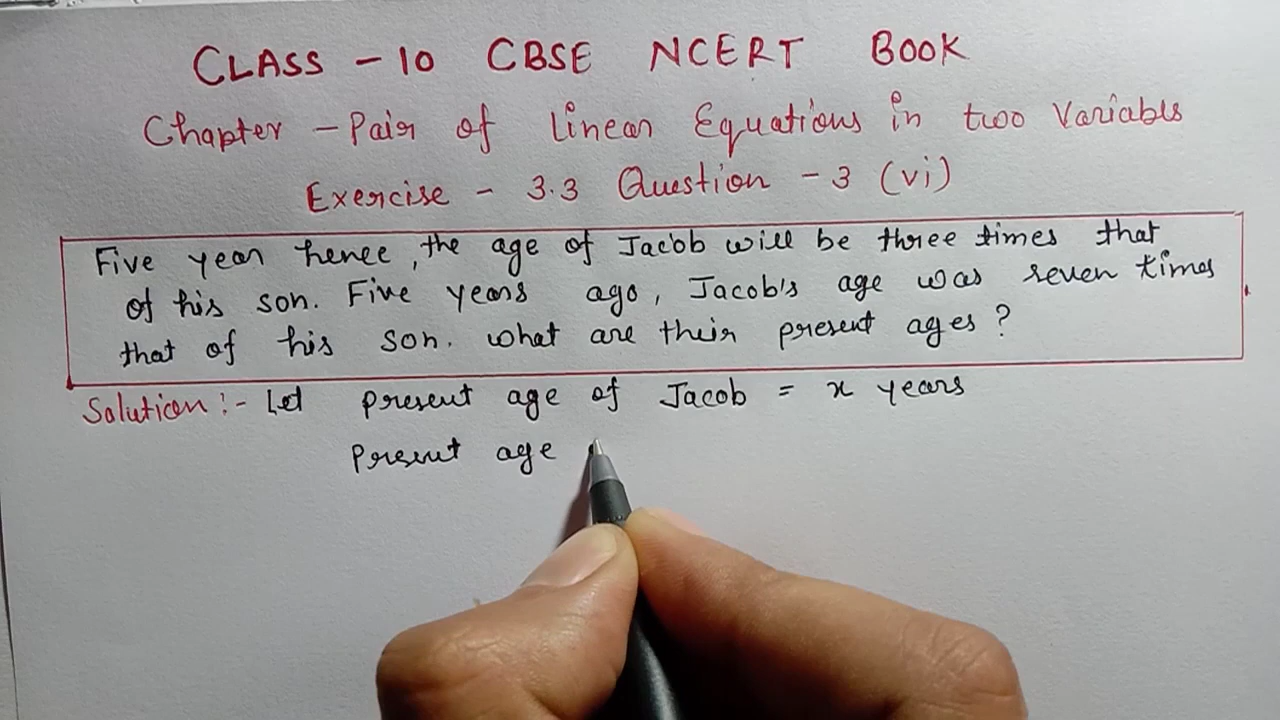 CLASS - 10 CBSE NCERT BOOK
Chapter - Pair of Linear Equations in two Variables
Exercise - 3.3 Question - 3 (vi)
Five year hence, the age of Jacob will be three times that
of his son. Five years ago, Jacob's age was seven times
that of his son. what are their present ages?
Solution:- Let present age of Jacob = x years
Present age